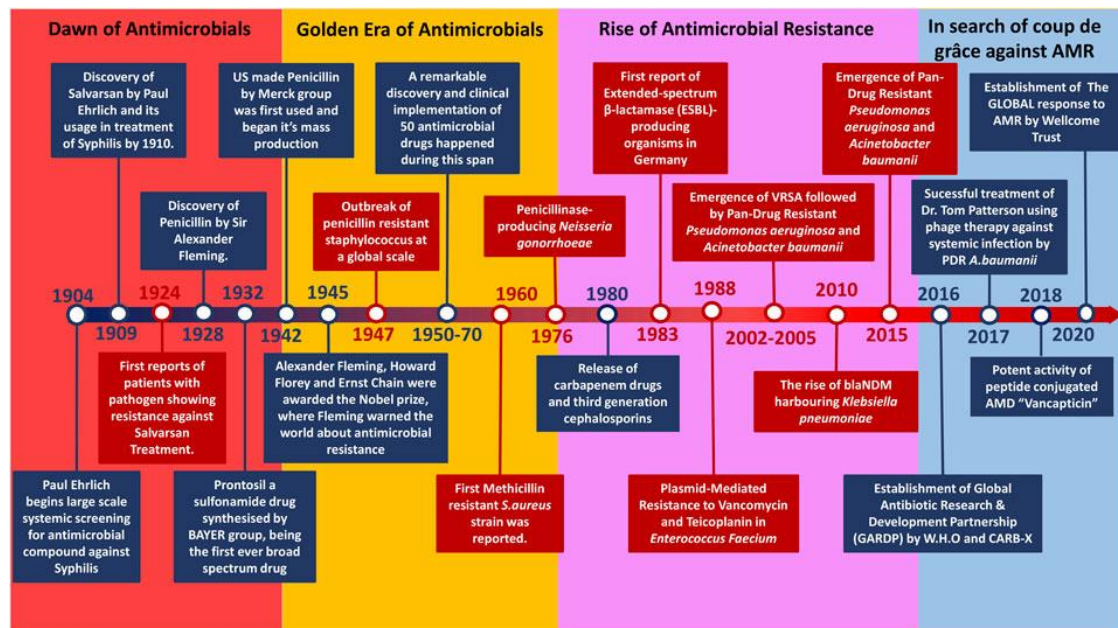 Dawn of Antimicrobials
Golden Era of Antimicrobials
Rise of Antimicrobial Resistance
In search of coup de
grâce against AMR
Discovery of
Salvarsan by Paul
Ehrlich and its
usage in treatment
of Syphilis by 1910.
US made Penicillin
by Merck group
was first used and
began it's mass
production
A remarkable
discovery and clinical
implementation of
50 antimicrobial
drugs happened
during this span
First report of
Extended-spectrum
β-lactamase (ESBL)-
producing
organisms in
Germany
Emergence of Pan-
Drug Resistant
Pseudomonas
aeruginosa and
Acinetobacter
baumanii
Establishment of The
GLOBAL response to
AMR by Wellcome
Trust
Discovery of
Penicillin by Sir
Alexander
Fleming.
Outbreak of
penicillin resistant
staphylococcus at
a global scale
Penicillinase-
producing Neisseria
gonorrhoeae
Emergence of VRSA followed
by Pan-Drug Resistant
Pseudomonas aeruginosa and
Acinetobacter baumanii
Sucessful treatment of
Dr. Tom Patterson using
phage therapy against
systemic infection by
PDR A.baumanii
1904
1924
1932
1945
1960
1980
1988
2010
2016
2018
1909
1928
1942
1947
1950-70
1976
1983
2002-2005
2015
2017
2020
First reports of
patients with
pathogen showing
resistance against
Salvarsan
Treatment.
Alexander Fleming, Howard
Florey and Ernst Chain were
awarded the Nobel prize,
where Fleming warned the
world about antimicrobial
resistance
Release of
carbapenem drugs
and third generation
cephalosporins
The rise of blaNDM
harbouring Klebsiella
pneumoniae
Potent activity of
peptide conjugated
AMD "Vancapticin"
Paul Ehrlich
begins large scale
systemic screening
for antimicrobial
compound against
Syphilis
Prontosil a
sulfonamide drug
synthesised by
BAYER group, being
the first ever broad
spectrum drug
First Methicillin
resistant S.aureus
strain was
reported.
Plasmid-Mediated
Resistance to Vancomycin
and Teicoplanin in
Enterococcus Faecium
Establishment of Global
Antibiotic Research &
Development Partnership
(GARDP) by W.H.O and CARB-X